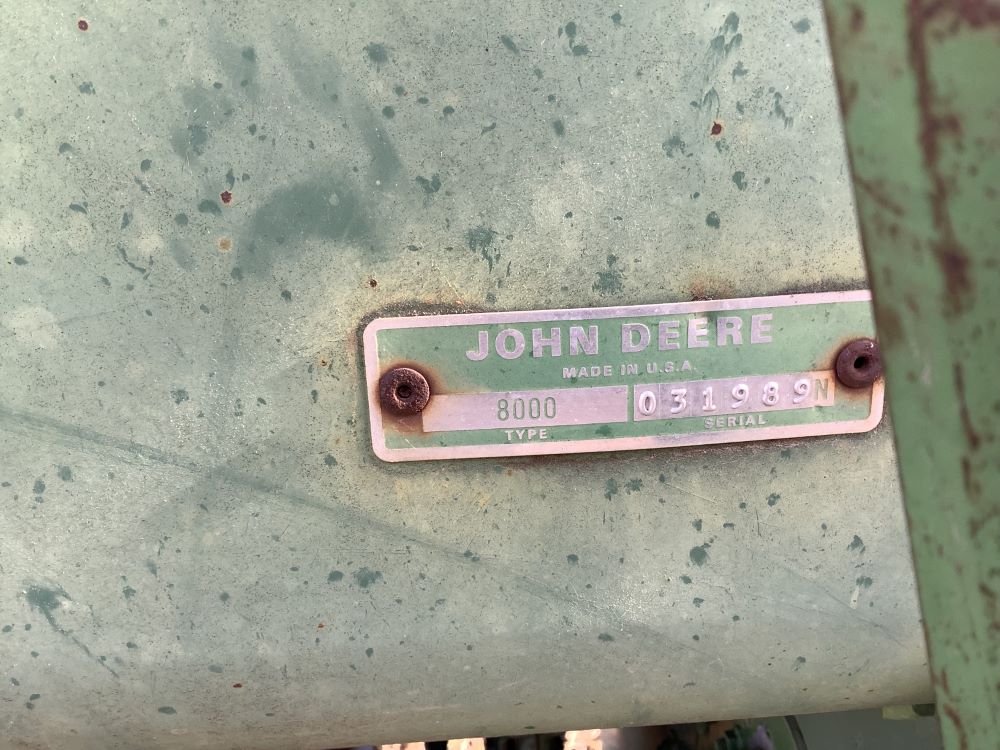 JOHN DEERE
MADE IN U.S.A.
8000 031989N
TYPE SERIAL